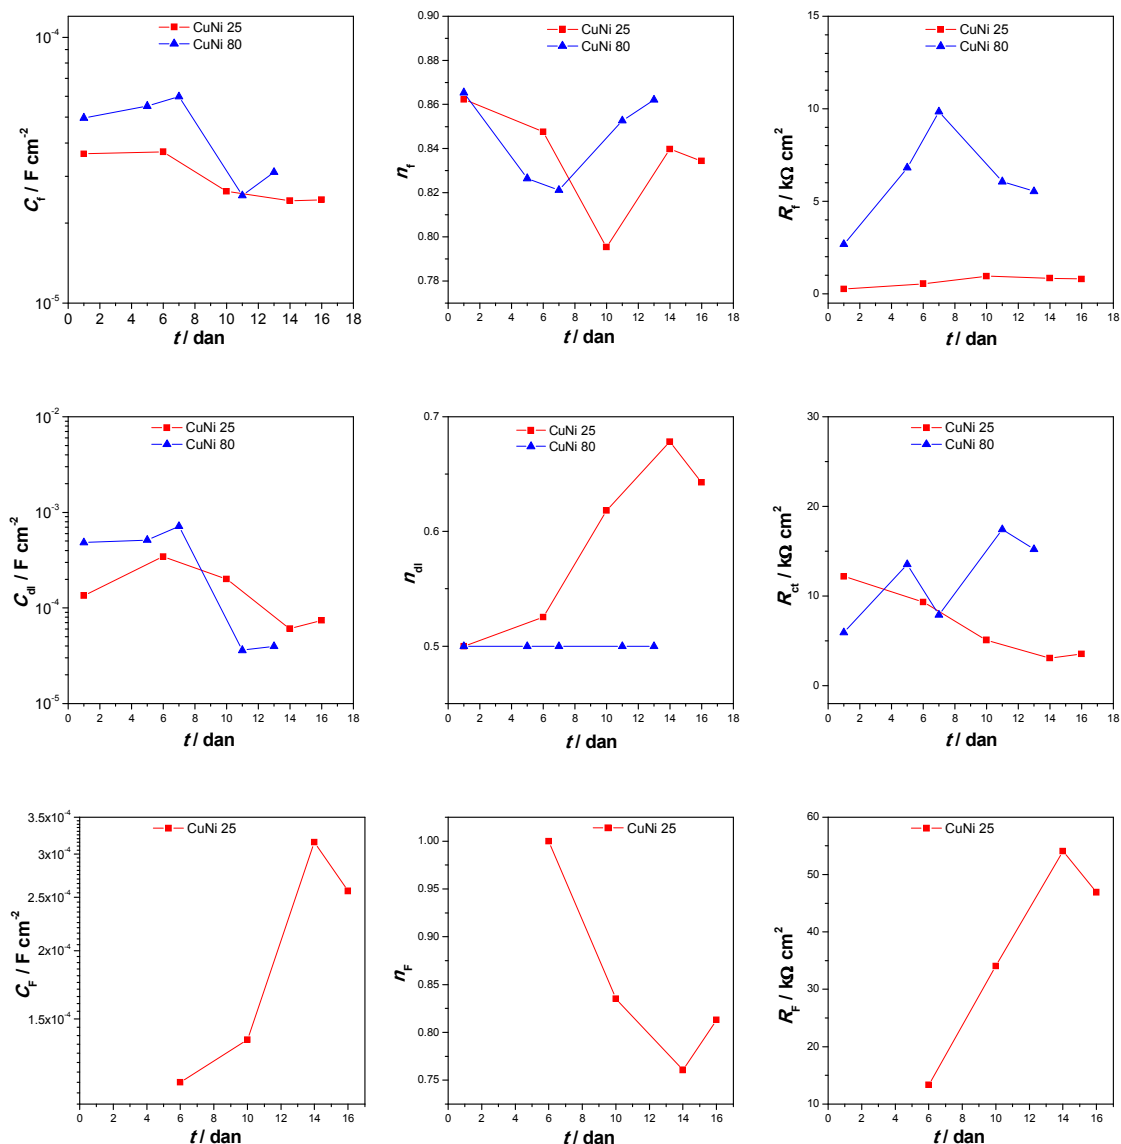 CuNi 25
CuNi 80
10⁻⁴
10⁻⁵
C_f / F cm⁻²
0 2 4 6 8 10 12 14 16 18
t / dan
CuNi 25
CuNi 80
0.90
0.88
0.86
0.84
0.82
0.80
0.78
n_f
0 2 4 6 8 10 12 14 16 18
t / dan
CuNi 25
CuNi 80
15
10
5
0
R_f / kΩ cm²
0 2 4 6 8 10 12 14 16 18
t / dan
CuNi 25
CuNi 80
10⁻²
10⁻³
10⁻⁴
10⁻⁵
C_dl / F cm⁻²
0 2 4 6 8 10 12 14 16 18
t / dan
CuNi 25
CuNi 80
0.7
0.6
0.5
n_dl
0 2 4 6 8 10 12 14 16 18
t / dan
CuNi 25
CuNi 80
30
20
10
0
R_ct / kΩ cm²
0 2 4 6 8 10 12 14 16 18
t / dan
CuNi 25
3.5x10⁻⁴
3x10⁻⁴
2.5x10⁻⁴
2x10⁻⁴
1.5x10⁻⁴
C_F / F cm⁻²
0 2 4 6 8 10 12 14 16
t / dan
CuNi 25
1.00
0.95
0.90
0.85
0.80
0.75
n_F
0 2 4 6 8 10 12 14 16
t / dan
CuNi 25
60
50
40
30
20
10
R_F / kΩ cm²
0 2 4 6 8 10 12 14 16
t / dan